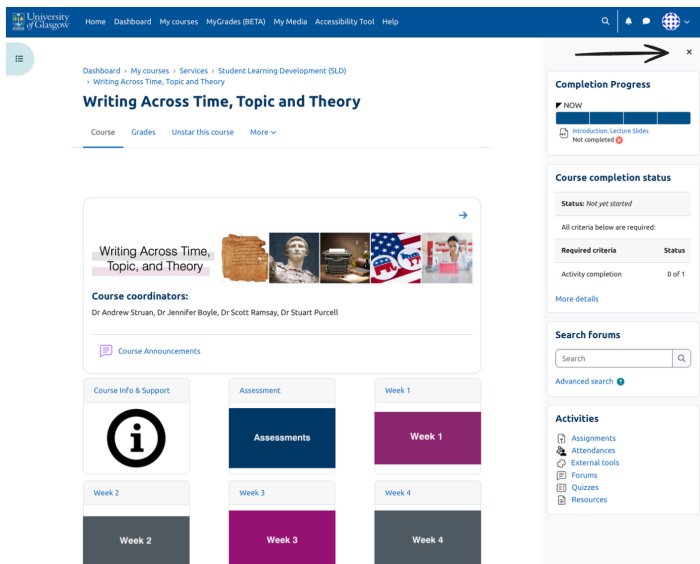 University
of Glasgow
Home Dashboard My courses MyGrades (BETA) My Media Accessibility Tool Help
Dashboard › My courses › Services › Student Learning Development (SLD)
› Writing Across Time, Topic and Theory
Writing Across Time, Topic and Theory
Course Grades Unstar this course More
Writing Across Time,
Topic, and Theory
Course coordinators:
Dr Andrew Struan, Dr Jennifer Boyle, Dr Scott Ramsay, Dr Stuart Purcell
Course Announcements
Course Info & Support
Assessment
Assessments
Week 1
Week 1
Week 2
Week 2
Week 3
Week 3
Week 4
Week 4
Completion Progress
NOW
Introduction: Lecture Slides
Not completed
Course completion status
Status: Not yet started
All criteria below are required:
Required criteria Status
Activity completion 0 of 1
More details
Search forums
Search
Advanced search
Activities
Assignments
Attendances
External tools
Forums
Quizzes
Resources